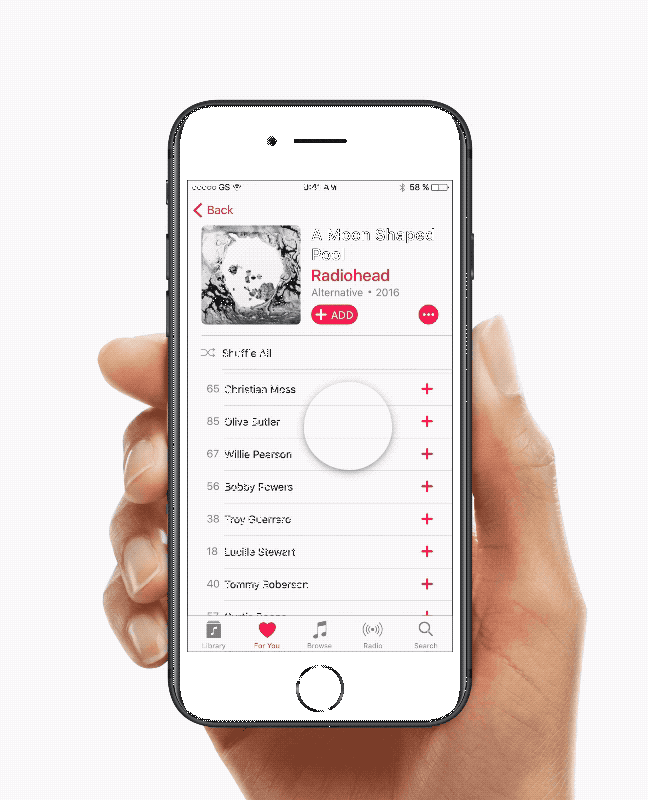 GS 9:41 AM 58 %
Back
A Moon Shaped
Pool
Radiohead
Alternative • 2016
+ ADD
Shuffle All
65 Christian Moss
85 Olive Butler
67 Willie Pearson
56 Bobby Powers
38 Troy Guerrero
18 Lucille Stewart
40 Tommy Roberson
Library For You Browse Radio Search